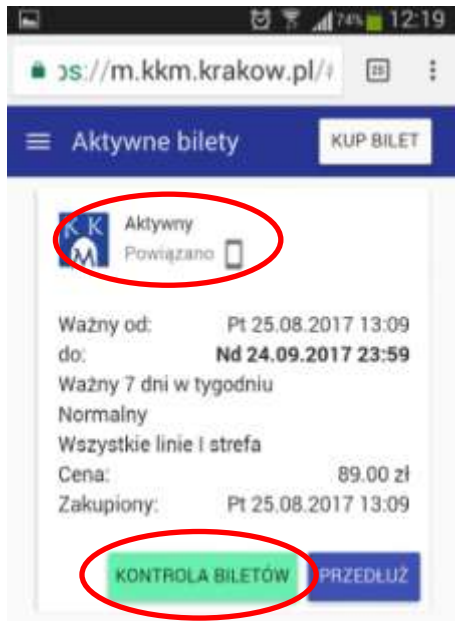 74% 12:19
ps://m.kkm.krakow.pl/
Aktywne bilety KUP BILET
K K
M
Aktywny
Powiązano
Ważny od: Pt 25.08.2017 13:09
do: Nd 24.09.2017 23:59
Ważny 7 dni w tygodniu
Normalny
Wszystkie linie I strefa
Cena: 89.00 zł
Zakupiony: Pt 25.08.2017 13:09
KONTROLA BILETÓW PRZEDŁUŻ